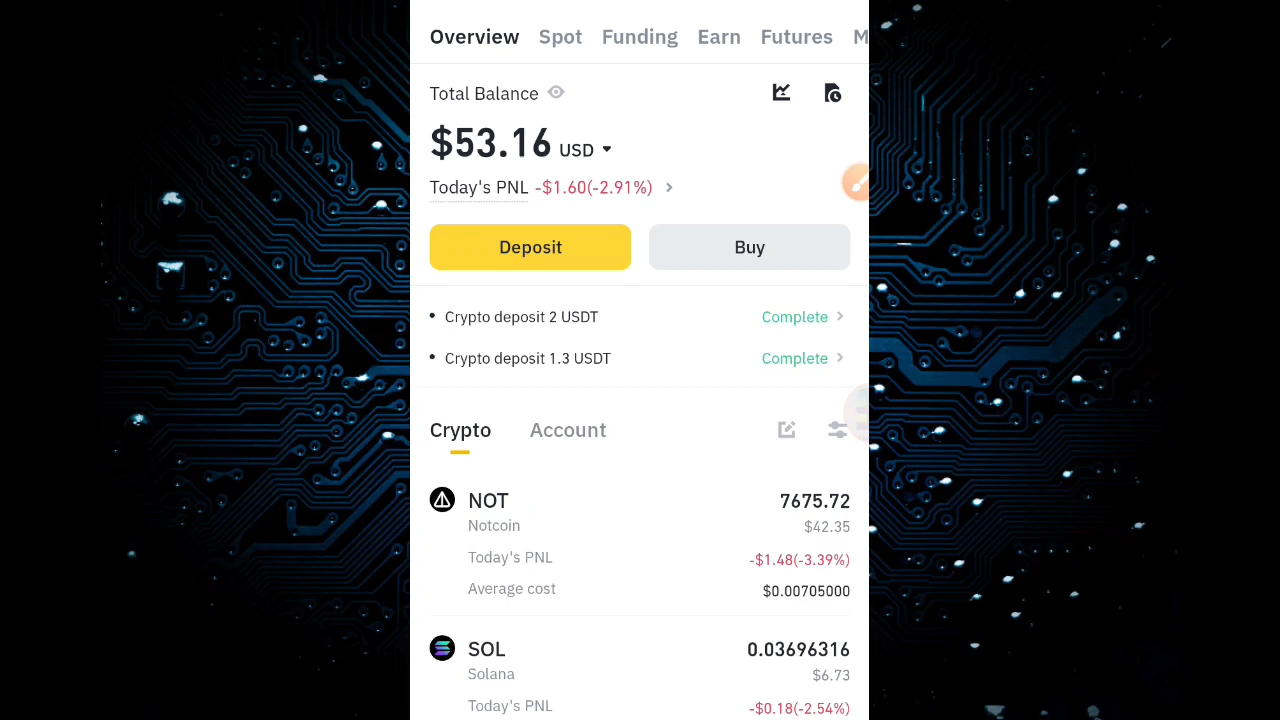 Overview Spot Funding Earn Futures M
Total Balance
$53.16 USD
Today's PNL -$1.60(-2.91%)
Deposit Buy
Crypto deposit 2 USDT Complete
Crypto deposit 1.3 USDT Complete
Crypto Account
NOT 7675.72
Notcoin $42.35
Today's PNL -$1.48(-3.39%)
Average cost $0.00705000
SOL 0.03696316
Solana $6.73
Today's PNL -$0.18(-2.54%)